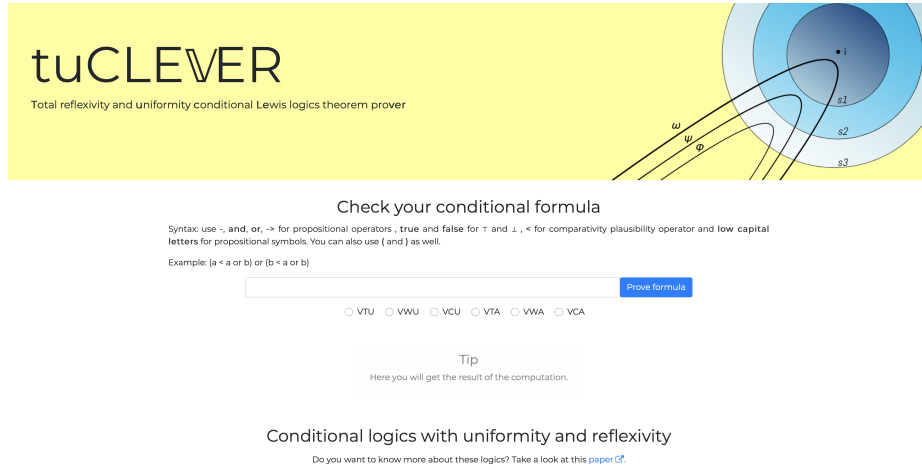 tuCLEVER
Total reflexivity and uniformity conditional Lewis logics theorem prover
i
s1
s2
s3
ω
ψ
φ
Check your conditional formula
Syntax: use -, and, or, -> for propositional operators , true and false for ⊤ and ⊥ , < for comparativity plausibility operator and low capital
letters for propositional symbols. You can also use ( and ) as well.
Example: (a < a or b) or (b < a or b)
Prove formula
VTU VWU VCU VTA VWA VCA
Tip
Here you will get the result of the computation.
Conditional logics with uniformity and reflexivity
Do you want to know more about these logics? Take a look at this paper.